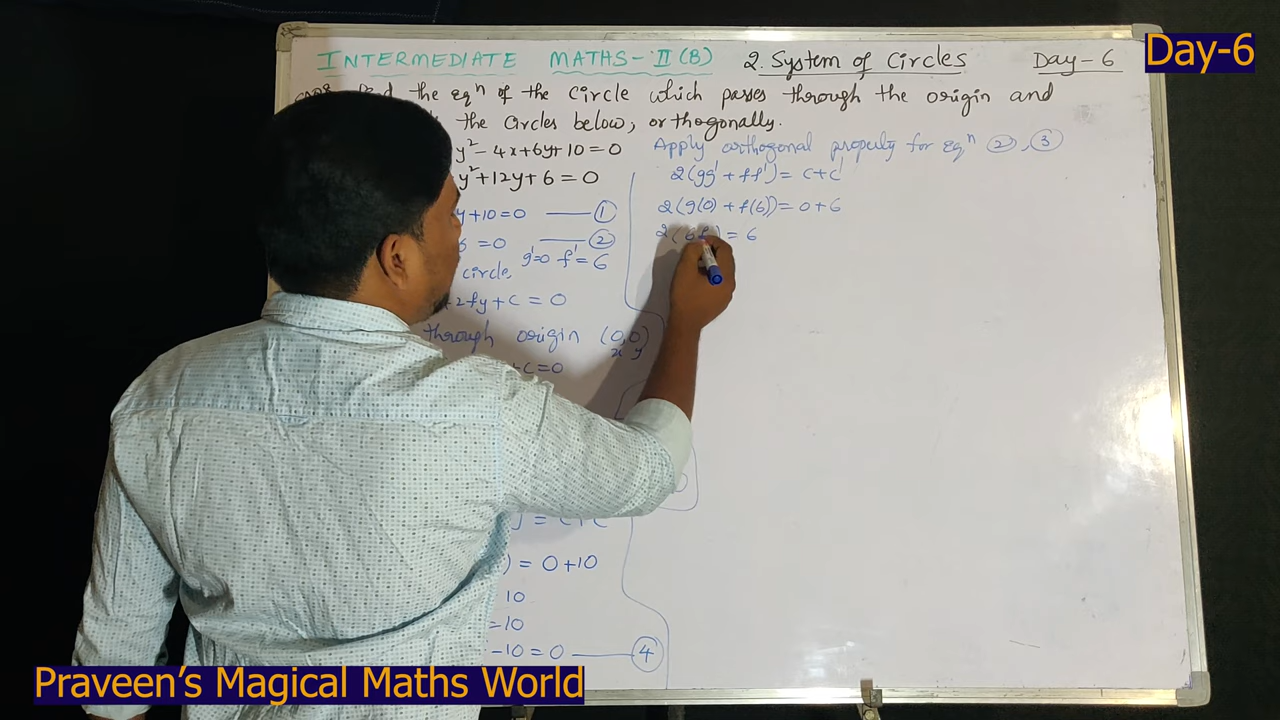 INTERMEDIATE MATHS-II(B) 2. System of Circles Day-6
Day-6
the Eqⁿ of the Circle which passes through the origin and
the Circles below, orthogonally.
y²-4x+6y+10=0
y²+12y+6=0
y+10=0 ——— ①
=0 ——— ②
g'=0 f'=6
circle,
+2fy+c=0
through origin (0,0)
x y
+c=0
= c+c'
)=0+10
10
=10
-10=0 ——— ④
Apply orthogonal property for Eqⁿ ②,③
2(gg'+ff')=c+c'
2(g(0)+f(6))=0+6
2(6f)=6
Praveen's Magical Maths World